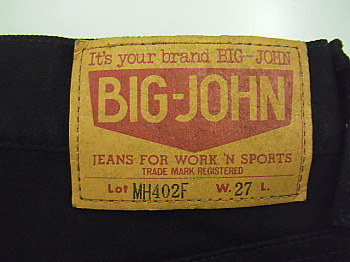 It's your brand BIG-JOHN
BIG-JOHN
JEANS FOR WORK 'N SPORTS
TRADE MARK REGISTERED
Lot MH402F W. 27 L.